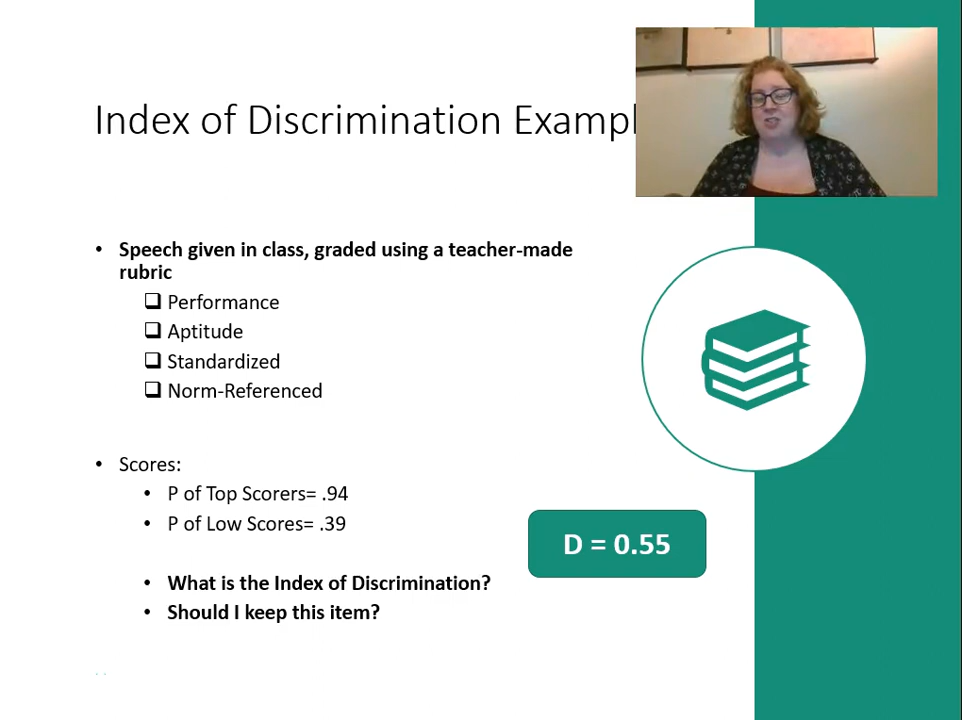 Index of Discrimination Exampl
• Speech given in class, graded using a teacher-made
rubric
❑ Performance
❑ Aptitude
❑ Standardized
❑ Norm-Referenced
• Scores:
• P of Top Scorers= .94
• P of Low Scores= .39
D = 0.55
• What is the Index of Discrimination?
• Should I keep this item?